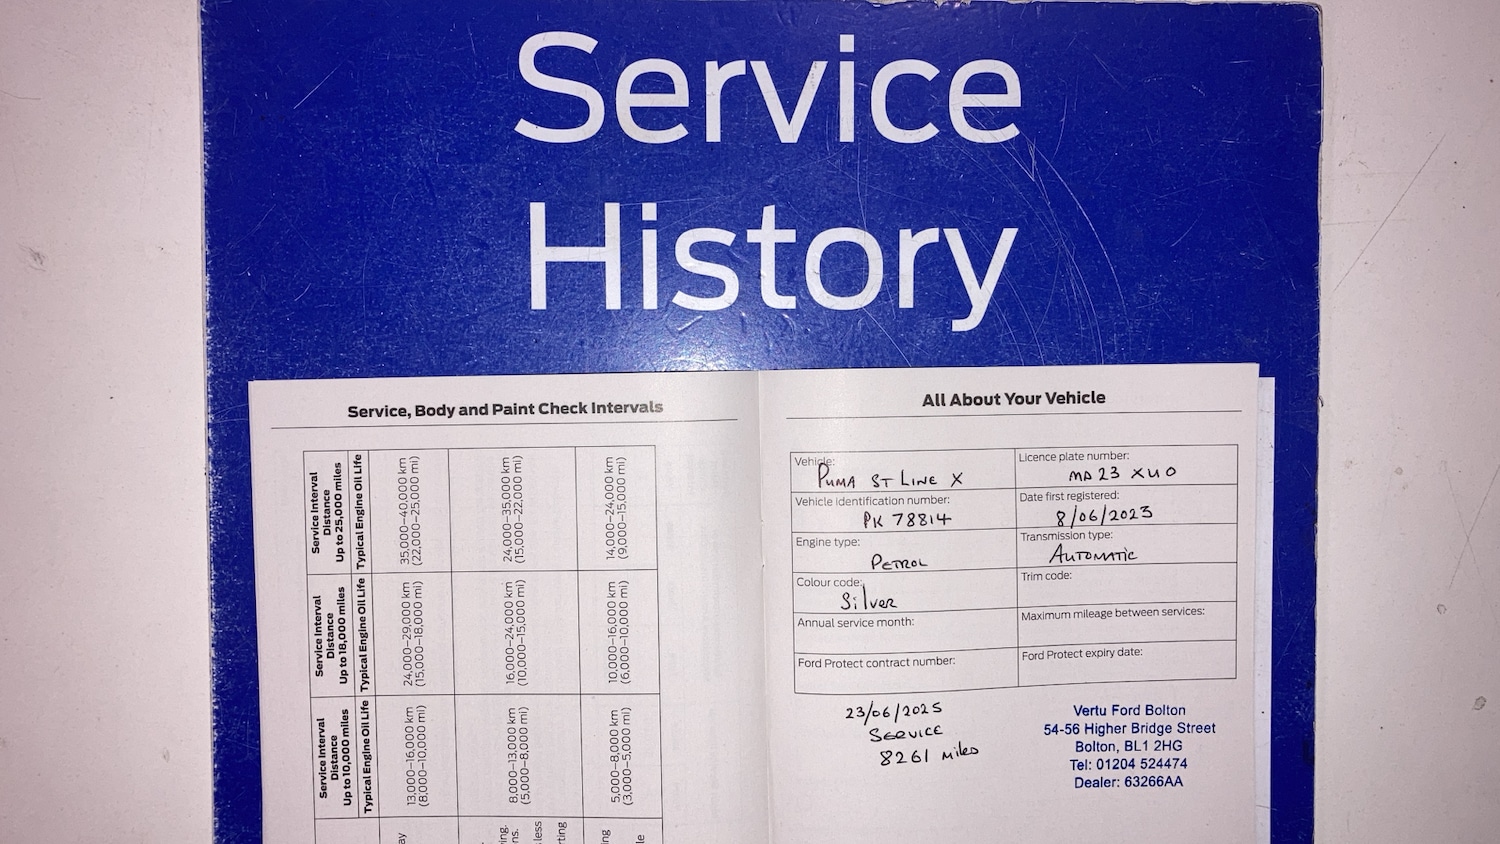 Service
History
Service, Body and Paint Check Intervals
Service Interval
Distance
Up to 25,000 miles
Typical Engine Oil Life
35,000–40,000 km
(22,000–25,000 mi)
24,000–35,000 km
(15,000–22,000 mi)
14,000–24,000 km
(9,000–15,000 mi)
Service Interval
Distance
Up to 18,000 miles
Typical Engine Oil Life
24,000–29,000 km
(15,000–18,000 mi)
16,000–24,000 km
(10,000–15,000 mi)
10,000–16,000 km
(6,000–10,000 mi)
Service Interval
Distance
Up to 10,000 miles
Typical Engine Oil Life
13,000–16,000 km
(8,000–10,000 mi)
8,000–13,000 km
(5,000–8,000 mi)
5,000–8,000 km
(3,000–5,000 mi)
All About Your Vehicle
Vehicle:
PUMA ST LINE X
Licence plate number:
MA 23 XUO
Vehicle identification number:
PK 78814
Date first registered:
8/06/2023
Engine type:
PETROL
Transmission type:
AUTOMATIC
Colour code:
Silver
Trim code:
Annual service month:
Maximum mileage between services:
Ford Protect contract number:
Ford Protect expiry date:
23/06/2025
SERVICE
8261 miles
Vertu Ford Bolton
54-56 Higher Bridge Street
Bolton, BL1 2HG
Tel: 01204 524474
Dealer: 63266AA